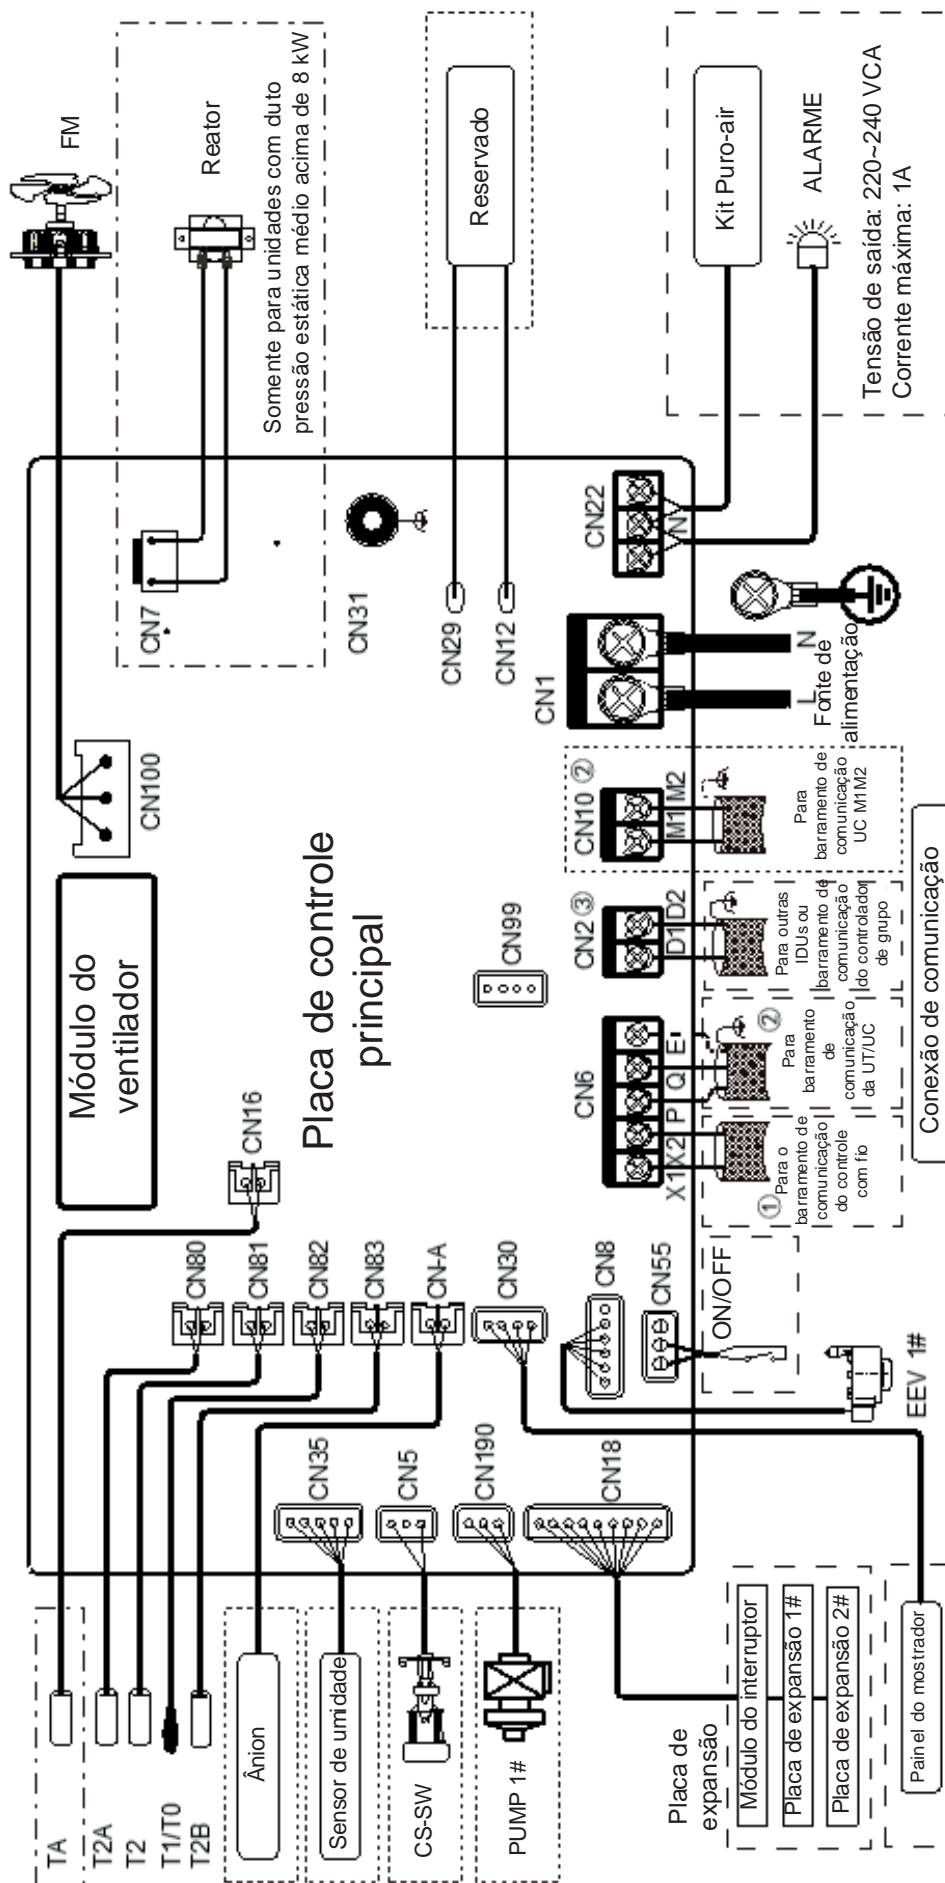 FM
Reator
Somente para unidades com duto
pressão estática médio acima de 8 kW
Reservado
Kit Puro-air
ALARME
Tensão de saída: 220~240 VCA
Corrente máxima: 1A
CN100
CN7
CN31
CN29
CN12
CN22
N
CN1
L
N
Fonte de
alimentação
Módulo do
ventilador
Placa de controle
principal
CN16
CN99
CN10 ②
M1 M2
CN2 ③
D1 D2
CN6
X1 X2 P Q E
Para
barramento de
comunicação
UC M1M2
Para outras
IDUs ou
barramento de
comunicação
do controlador
de grupo
②
Para
barramento
de
comunicação
da UT/UC
① Para o
barramento de
comunicação
do controle
com fio
Conexão de comunicação
CN80
CN81
CN82
CN83
CN-A
CN30
CN8
CN55
ON/OFF
EEV 1#
CN35
CN5
CN190
CN18
TA
T2A
T2
T1/T0
T2B
Ânion
Sensor de umidade
CS-SW
PUMP 1#
Placa de
expansão
Módulo do interruptor
Placa de expansão 1#
Placa de expansão 2#
Painel do mostrador